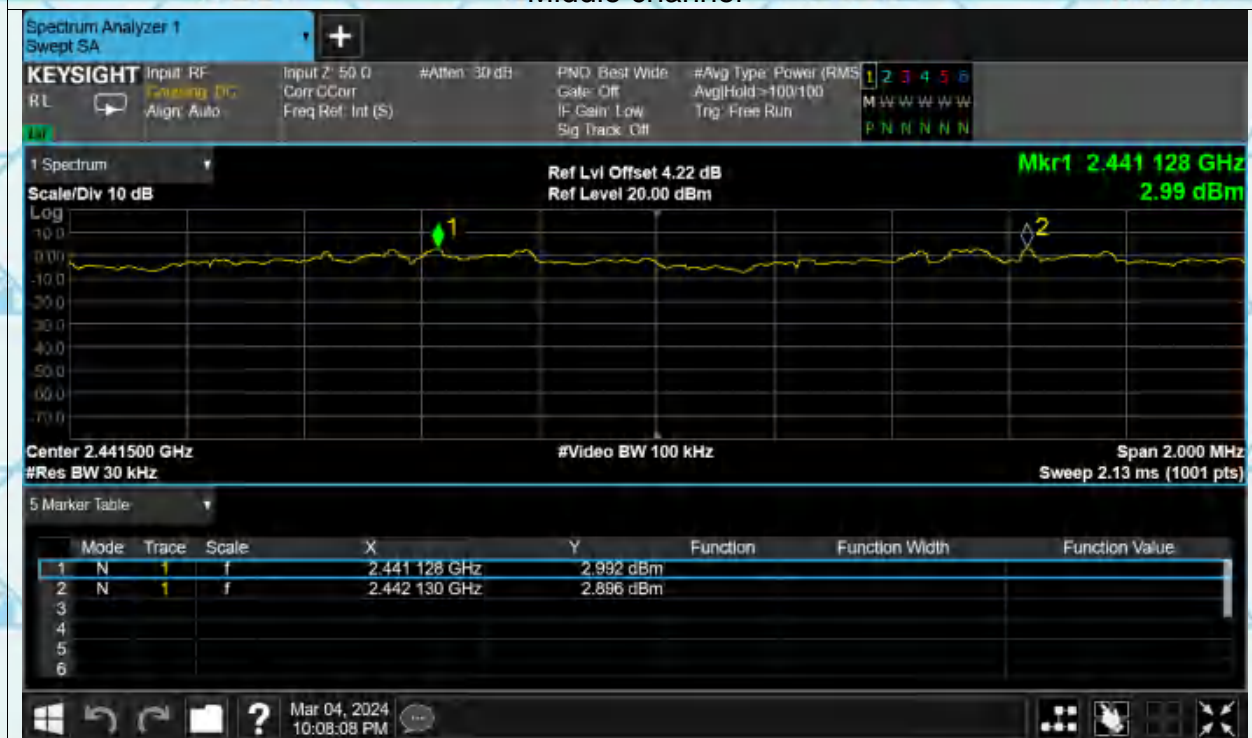 Middle channel
Spectrum Analyzer 1
Swept SA
+
KEYSIGHT Input: RF Input Z: 50 Ω #Atten: 30 dB PNO: Best Wide #Avg Type: Power (RMS 1 2 3 4 5 6
RL Coupling: DC Corr CCorr Gate: Off Avg|Hold:>100/100 M W W W W W
Align: Auto Freq Ref: Int (S) IF Gain: Low Trig: Free Run
Sig Track: Off P N N N N N
1 Spectrum Ref Lvl Offset 4.22 dB Mkr1 2.441 128 GHz
Scale/Div 10 dB Ref Level 20.00 dBm 2.99 dBm
Log
10.0
0.00
-10.0
-20.0
-30.0
-40.0
-50.0
-60.0
-70.0
1
2
Center 2.441500 GHz #Video BW 100 kHz Span 2.000 MHz
#Res BW 30 kHz Sweep 2.13 ms (1001 pts)
5 Marker Table
Mode Trace Scale X Y Function Function Width Function Value
1 N 1 f 2.441 128 GHz 2.992 dBm
2 N 1 f 2.442 130 GHz 2.896 dBm
3
4
5
6
? Mar 04, 2024
10:08:08 PM